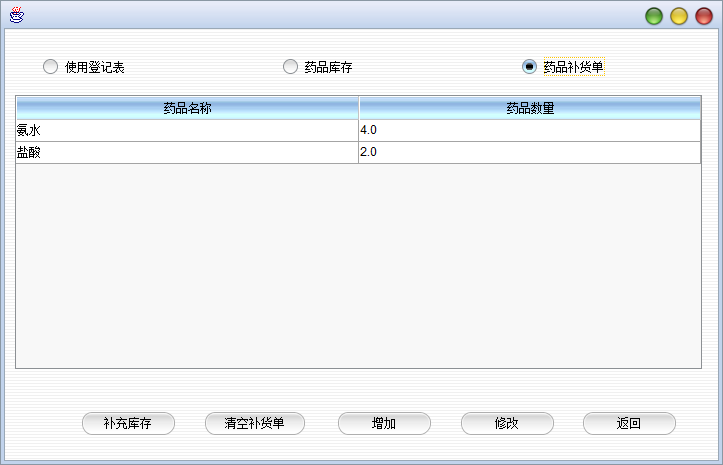 使用登记表 药品库存 药品补货单
药品名称 药品数量
氨水 4.0
盐酸 2.0
补充库存 清空补货单 增加 修改 返回